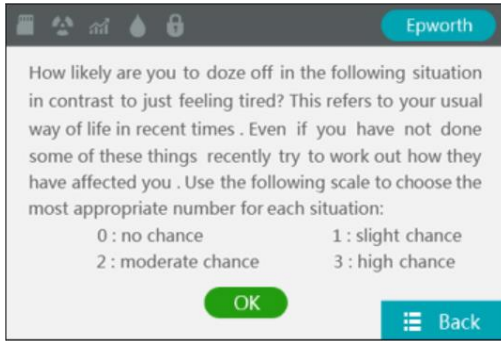 Epworth
How likely are you to doze off in the following situation
in contrast to just feeling tired? This refers to your usual
way of life in recent times . Even if you have not done
some of these things recently try to work out how they
have affected you . Use the following scale to choose the
most appropriate number for each situation:
0 : no chance 1 : slight chance
2 : moderate chance 3 : high chance
OK
Back